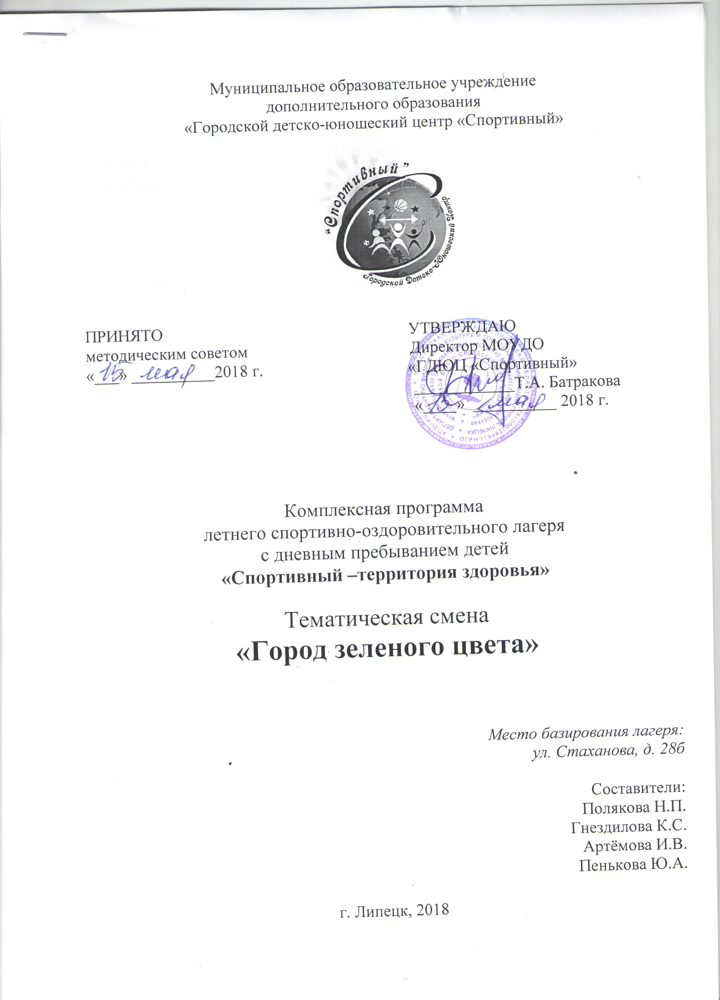 Муниципальное образовательное учреждение
дополнительного образования
«Городской детско-юношеский центр «Спортивный»
“Спортивный”
Городской Детско-Юношеский Центр
ПРИНЯТО
методическим советом
«15» мая 2018 г.
УТВЕРЖДАЮ
Директор МОУДО
«ГДЮЦ «Спортивный»
Т.А. Батракова
«15» мая 2018 г.
Комплексная программа
летнего спортивно-оздоровительного лагеря
с дневным пребыванием детей
«Спортивный –территория здоровья»
Тематическая смена
«Город зеленого цвета»
Место базирования лагеря:
ул. Стаханова, д. 28б
Составители:
Полякова Н.П.
Гнездилова К.С.
Артёмова И.В.
Пенькова Ю.А.
г. Липецк, 2018